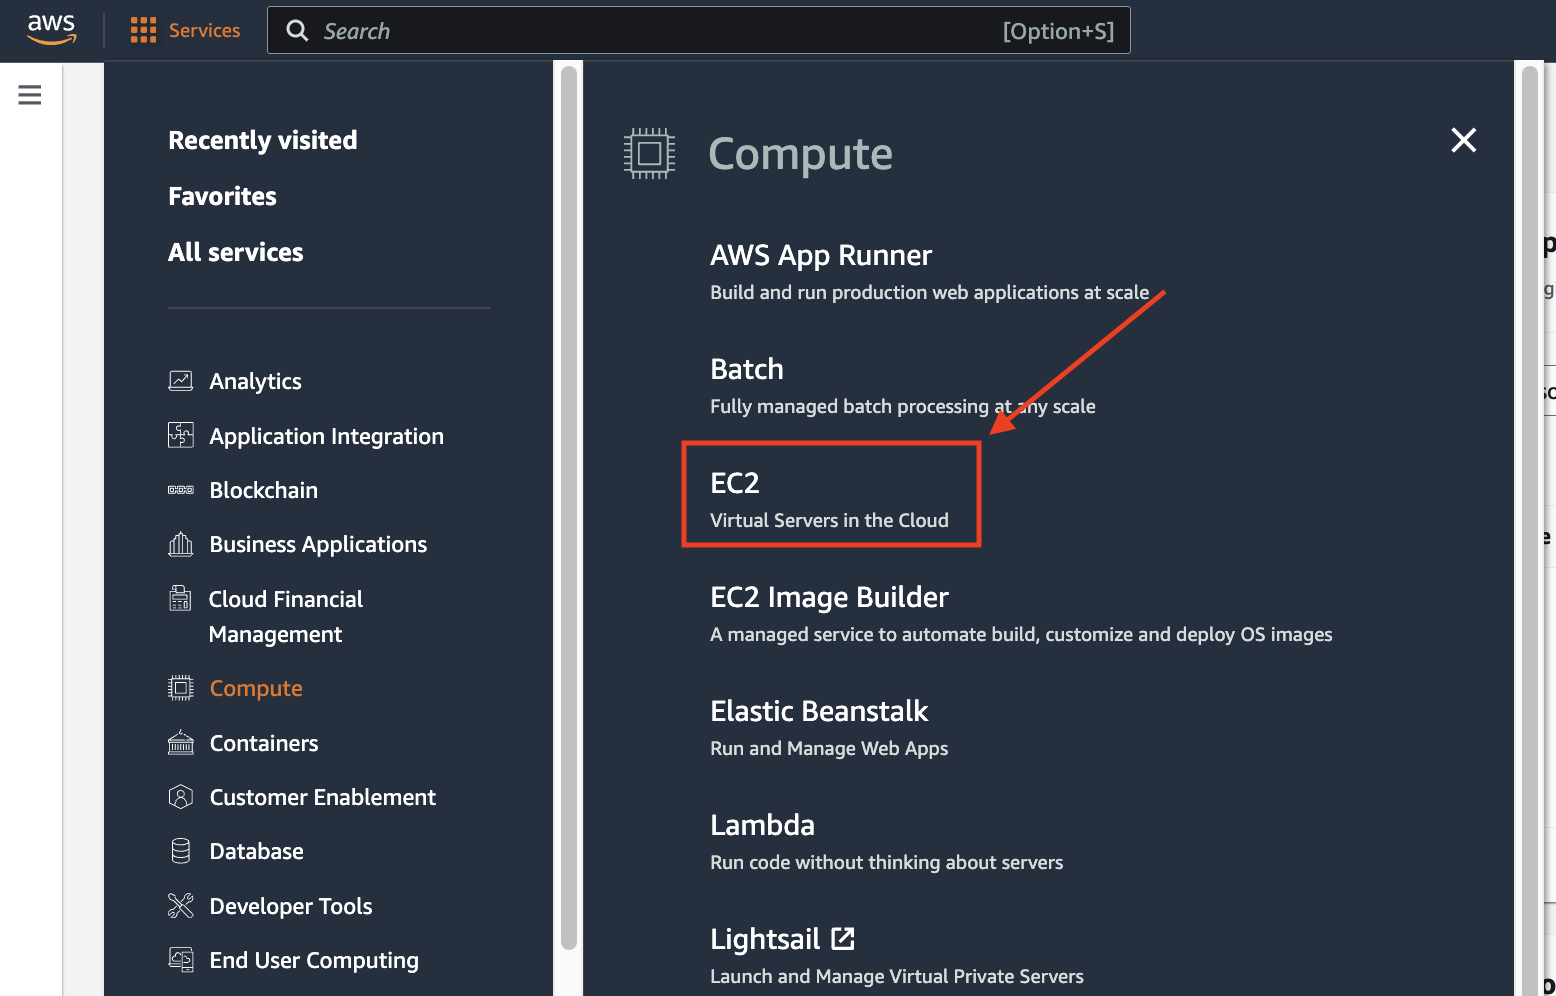 aws
Services
Search
[Option+S]
Recently visited
Favorites
All services
Analytics
Application Integration
Blockchain
Business Applications
Cloud Financial
Management
Compute
Containers
Customer Enablement
Database
Developer Tools
End User Computing
Compute
AWS App Runner
Build and run production web applications at scale
Batch
Fully managed batch processing at any scale
EC2
Virtual Servers in the Cloud
EC2 Image Builder
A managed service to automate build, customize and deploy OS images
Elastic Beanstalk
Run and Manage Web Apps
Lambda
Run code without thinking about servers
Lightsail
Launch and Manage Virtual Private Servers